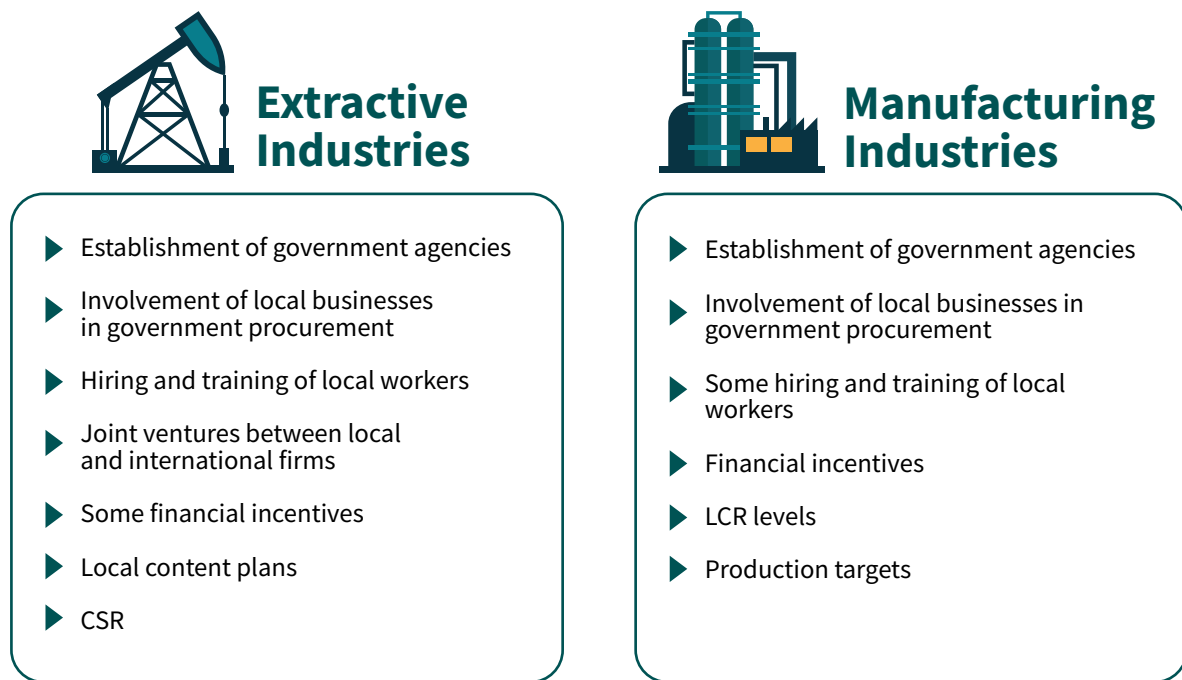 Extractive
Industries
Establishment of government agencies
Involvement of local businesses
in government procurement
Hiring and training of local workers
Joint ventures between local
and international firms
Some financial incentives
Local content plans
CSR
Manufacturing
Industries
Establishment of government agencies
Involvement of local businesses in
government procurement
Some hiring and training of local
workers
Financial incentives
LCR levels
Production targets